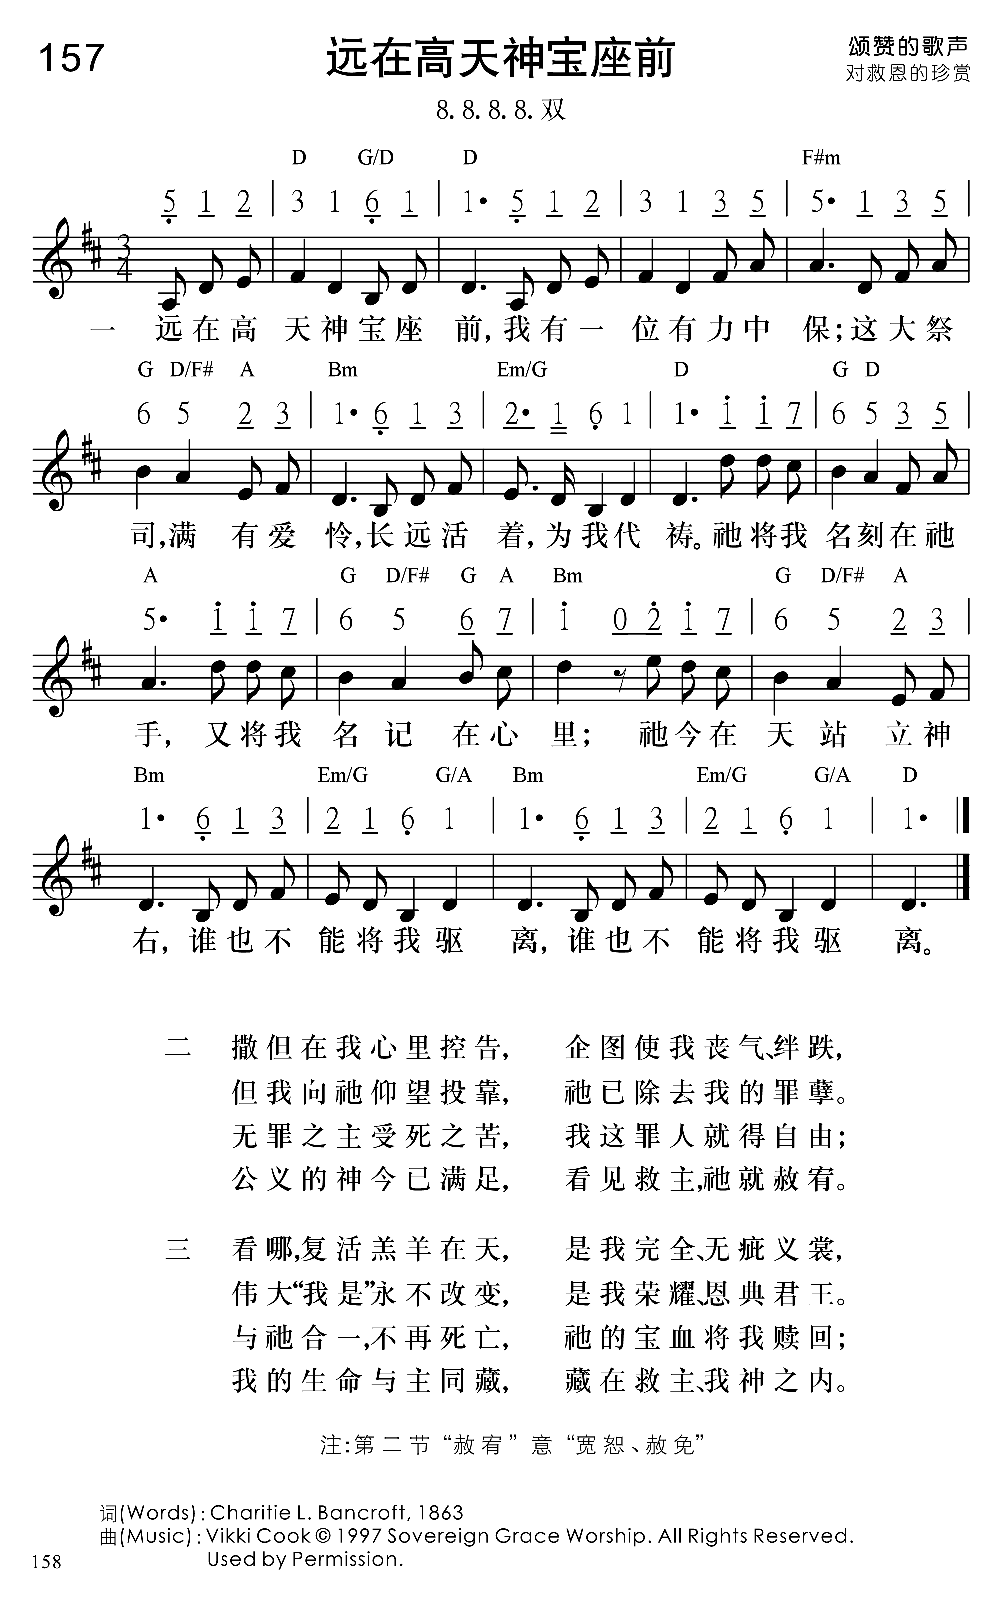 157
远在高天神宝座前
颂赞的歌声
对救恩的珍赏
8. 8. 8. 8. 双
D G/D D F#m
5 1 2 | 3 1 6 1 | 1• 5 1 2 | 3 1 3 5 | 5• 1 3 5 |
3
4
一 远在高 天神宝座 前,我有一 位有力中 保;这大祭
G D/F# A Bm Em/G D G D
6 5 2 3 | 1• 6 1 3 | 2• 1 6 1 | 1• 1 1 7 | 6 5 3 5 |
司,满 有爱 怜,长远活 着,为我代 祷。祂将我 名刻在祂
A G D/F# G A Bm G D/F# A
5• 1 1 7 | 6 5 6 7 | 1 0 2 1 7 | 6 5 2 3 |
手, 又将我 名 记 在心 里; 祂今在 天 站 立神
Bm Em/G G/A Bm Em/G G/A D
1• 6 1 3 | 2 1 6 1 | 1• 6 1 3 | 2 1 6 1 | 1•
右, 谁也不 能将我驱 离, 谁也不 能将我驱 离。
二 撒但在我心里控告, 企图使我丧气、绊跌,
但我向祂仰望投靠, 祂已除去我的罪孽。
无罪之主受死之苦, 我这罪人就得自由;
公义的神今已满足, 看见救主,祂就赦宥。
三 看哪,复活羔羊在天, 是我完全、无疵义裳,
伟大“我是”永不改变, 是我荣耀、恩典君王。
与祂合一,不再死亡, 祂的宝血将我赎回;
我的生命与主同藏, 藏在救主、我神之内。
注:第二节“赦宥”意“宽恕、赦免”
词(Words): Charitie L. Bancroft, 1863
曲(Music): Vikki Cook © 1997 Sovereign Grace Worship. All Rights Reserved.
Used by Permission.
158